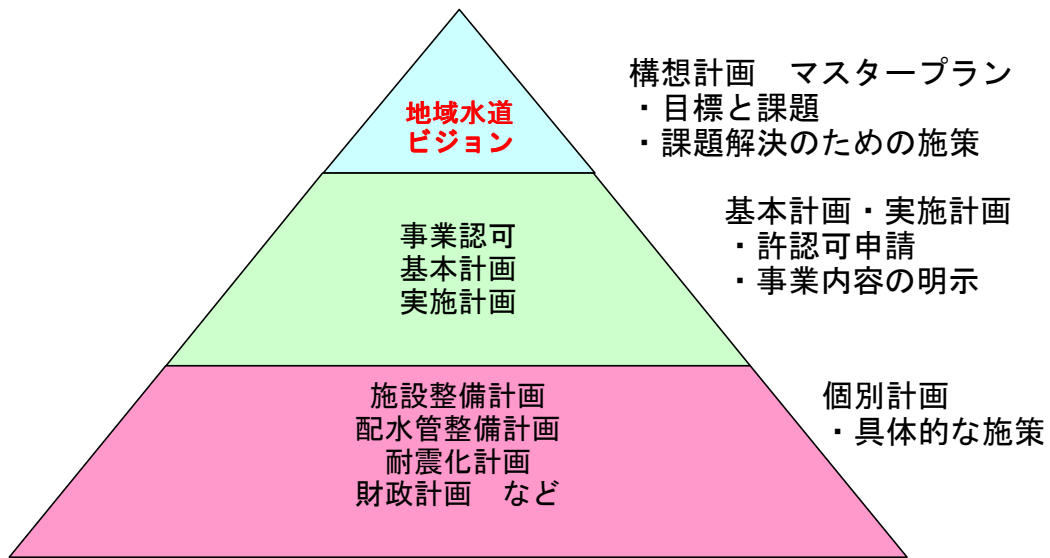 地域水道
ビジョン
構想計画　マスタープラン
・目標と課題
・課題解決のための施策
事業認可
基本計画
実施計画
基本計画・実施計画
・許認可申請
・事業内容の明示
施設整備計画
配水管整備計画
耐震化計画
財政計画　など
個別計画
・具体的な施策